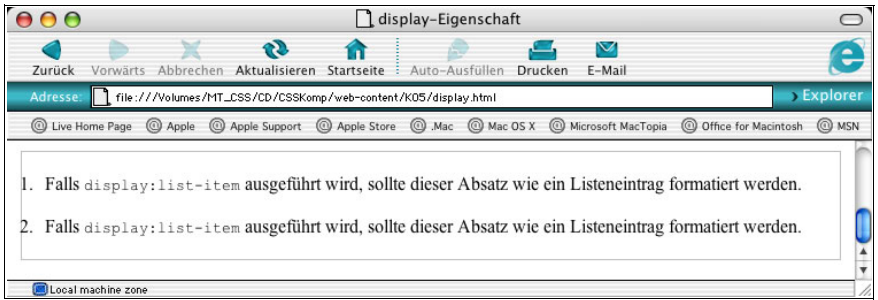 display-Eigenschaft
Zurück Vorwärts Abbrechen Aktualisieren Startseite Auto-Ausfüllen Drucken E-Mail
Adresse: file:///Volumes/MT_CSS/CD/CSSKomp/web-content/K05/display.html › Explorer
@ Live Home Page @ Apple @ Apple Support @ Apple Store @ .Mac @ Mac OS X @ Microsoft MacTopia @ Office for Macintosh @ MSN
1. Falls display:list-item ausgeführt wird, sollte dieser Absatz wie ein Listeneintrag formatiert werden.
2. Falls display:list-item ausgeführt wird, sollte dieser Absatz wie ein Listeneintrag formatiert werden.
Local machine zone